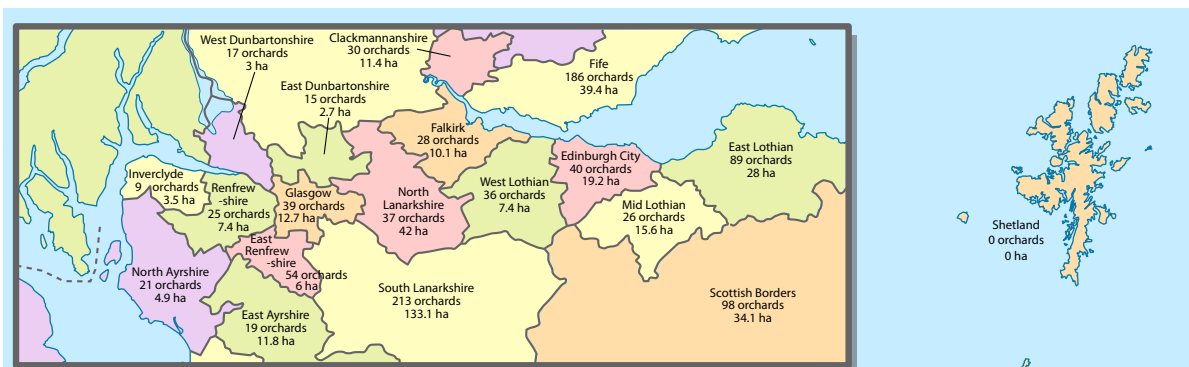 West Dunbartonshire
17 orchards
3 ha
Clackmannanshire
30 orchards
11.4 ha
Fife
186 orchards
39.4 ha
East Dunbartonshire
15 orchards
2.7 ha
Falkirk
28 orchards
10.1 ha
East Lothian
89 orchards
28 ha
Edinburgh City
40 orchards
19.2 ha
Inverclyde
9 orchards
3.5 ha
Renfrew
-shire
25 orchards
7.4 ha
Glasgow
39 orchards
12.7 ha
North
Lanarkshire
37 orchards
42 ha
West Lothian
36 orchards
7.4 ha
Mid Lothian
26 orchards
15.6 ha
Shetland
0 orchards
0 ha
East
Renfrew
-shire
54 orchards
6 ha
North Ayrshire
21 orchards
4.9 ha
South Lanarkshire
213 orchards
133.1 ha
Scottish Borders
98 orchards
34.1 ha
East Ayrshire
19 orchards
11.8 ha